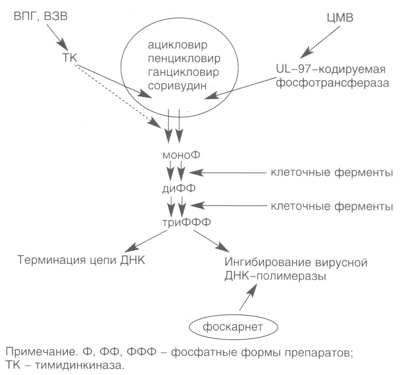 ВПГ, ВЗВ
ЦМВ
ТК
ацикловир
пенцикловир
ганцикловир
соривудин
UL–97–кодируемая
фосфотрансфераза
моноФ
клеточные ферменты
диФФ
клеточные ферменты
триФФФ
Терминация цепи ДНК
Ингибирование вирусной
ДНК–полимеразы
фоскарнет
Примечание. Ф, ФФ, ФФФ – фосфатные формы препаратов;
ТК – тимидинкиназа.